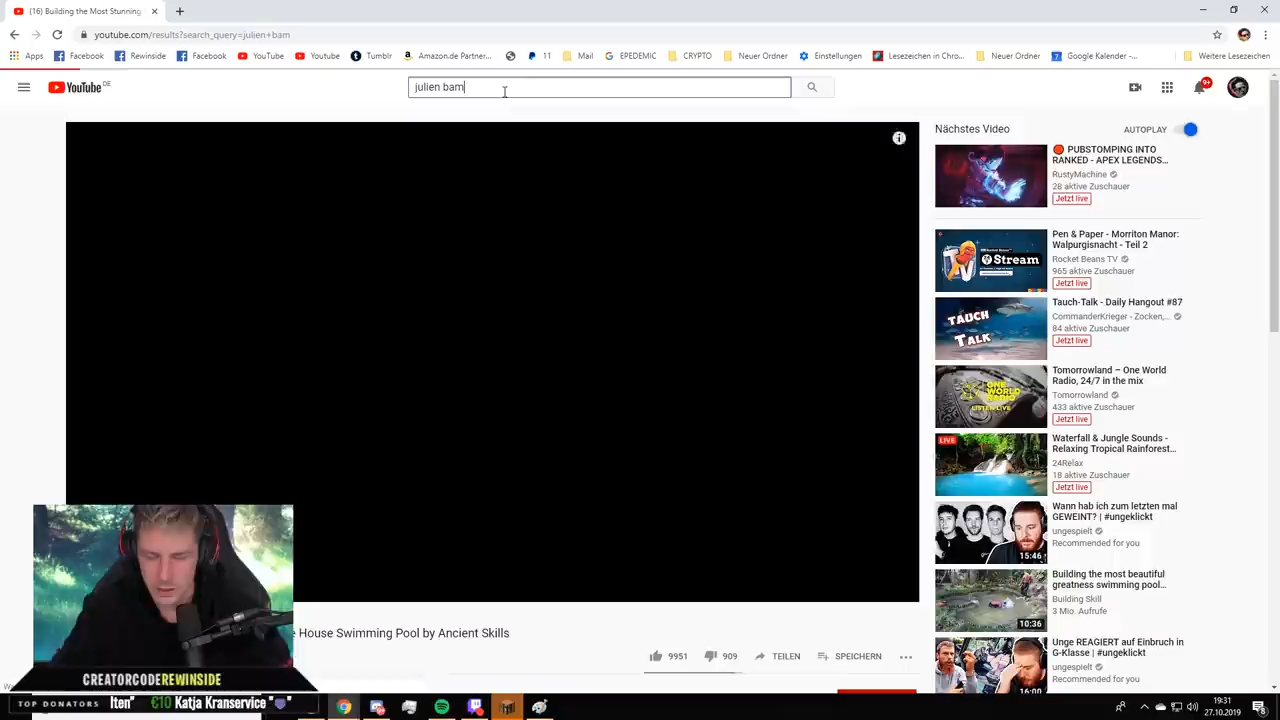 (16) Building the Most Stunning
youtube.com/results?search_query=julien+bam
Apps Facebook Rewinside Facebook YouTube Youtube Tumblr Amazon.de Partner... 11 Mail EPEDEMIC CRYPTO Neuer Ordner Einstellungen Lesezeichen in Chro... Neuer Ordner Google Kalender -... Weitere Lesezeichen
YouTube DE
julien bam
9+
Nächstes Video
AUTOPLAY
PUBSTOMPING INTO
RANKED - APEX LEGENDS...
RustyMachine
28 aktive Zuschauer
Jetzt live
Stream
Pen & Paper - Morriton Manor:
Walpurgisnacht - Teil 2
Rocket Beans TV
965 aktive Zuschauer
Jetzt live
TAUCH
TALK
Tauch-Talk - Daily Hangout #87
CommanderKrieger - Zocken,...
84 aktive Zuschauer
Jetzt live
ONE
WORLD
RADIO
LISTEN LIVE
Tomorrowland – One World
Radio, 24/7 in the mix
Tomorrowland
433 aktive Zuschauer
Jetzt live
LIVE
Waterfall & Jungle Sounds -
Relaxing Tropical Rainforest...
24Relax
18 aktive Zuschauer
Jetzt live
15:46
Wann hab ich zum letzten mal
GEWEINT? | #ungeklickt
ungespielt
Recommended for you
10:36
Building the most beautiful
greatness swimming pool...
Building Skill
3 Mio. Aufrufe
16:00
Unge REAGIERT auf Einbruch in
G-Klasse | #ungeklickt
ungespielt
Recommended for you
House Swimming Pool by Ancient Skills
9951 909 TEILEN SPEICHERN
CREATORCODEREWINSIDE
TOP DONATORS lten" €10 Katja Kranservice
19:31
27.10.2019
8